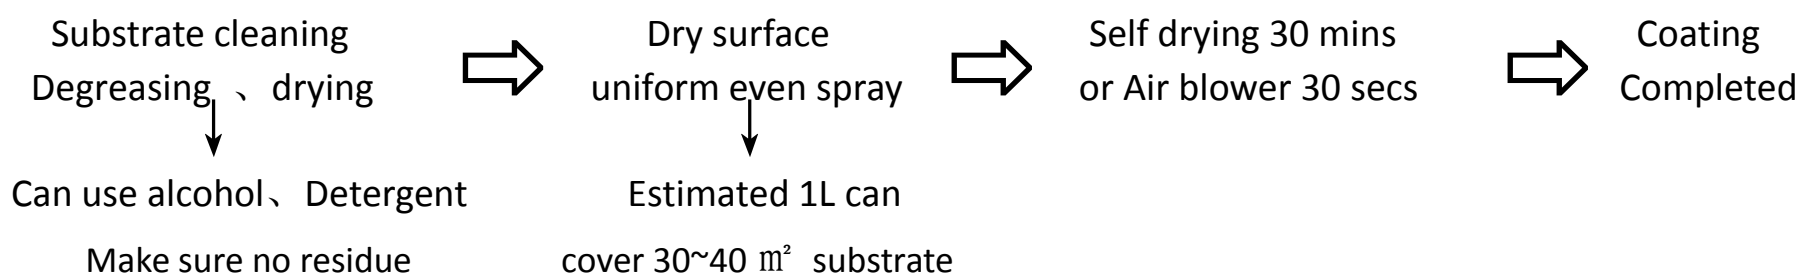 Substrate cleaning
Degreasing 、drying
Can use alcohol、Detergent
Make sure no residue
Dry surface
uniform even spray
Estimated 1L can
cover 30~40 ㎡ substrate
Self drying 30 mins
or Air blower 30 secs
Coating
Completed